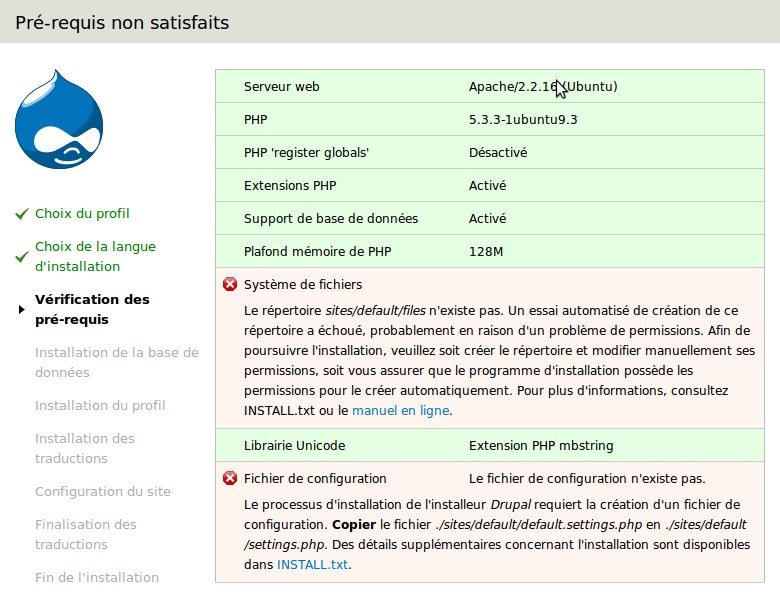 Pré-requis non satisfaits
Choix du profil
Choix de la langue
d'installation
Vérification des
pré-requis
Installation de la base de
données
Installation du profil
Installation des
traductions
Configuration du site
Finalisation des
traductions
Fin de l'installation
Serveur web Apache/2.2.16 (Ubuntu)
PHP 5.3.3-1ubuntu9.3
PHP 'register globals' Désactivé
Extensions PHP Activé
Support de base de données Activé
Plafond mémoire de PHP 128M
Système de fichiers
Le répertoire sites/default/files n'existe pas. Un essai automatisé de création de ce
répertoire a échoué, probablement en raison d'un problème de permissions. Afin de
poursuivre l'installation, veuillez soit créer le répertoire et modifier manuellement ses
permissions, soit vous assurer que le programme d'installation possède les
permissions pour le créer automatiquement. Pour plus d'informations, consultez
INSTALL.txt ou le manuel en ligne.
Librairie Unicode Extension PHP mbstring
Fichier de configuration Le fichier de configuration n'existe pas.
Le processus d'installation de l'installeur Drupal requiert la création d'un fichier de
configuration. Copier le fichier ./sites/default/default.settings.php en ./sites/default
/settings.php. Des détails supplémentaires concernant l'installation sont disponibles
dans INSTALL.txt.